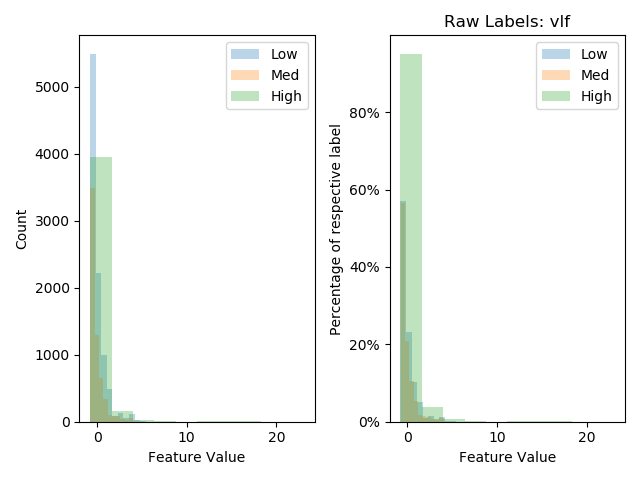 Raw Labels: vlf
Low
Med
High
5000
4000
3000
2000
1000
0
Count
0 10 20
Feature Value
Low
Med
High
80%
60%
40%
20%
0%
Percentage of respective label
0 10 20
Feature Value